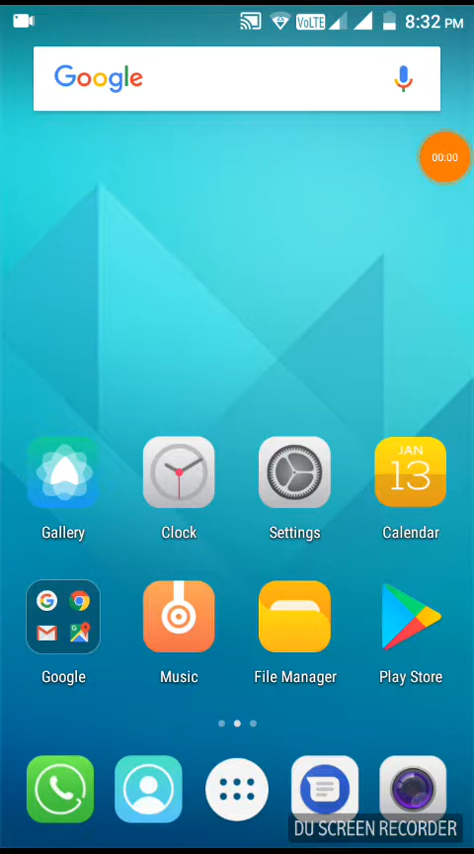 VoLTE 8:32 PM
Google
00:00
JAN
13
Gallery Clock Settings Calendar
Google Music File Manager Play Store
DU SCREEN RECORDER